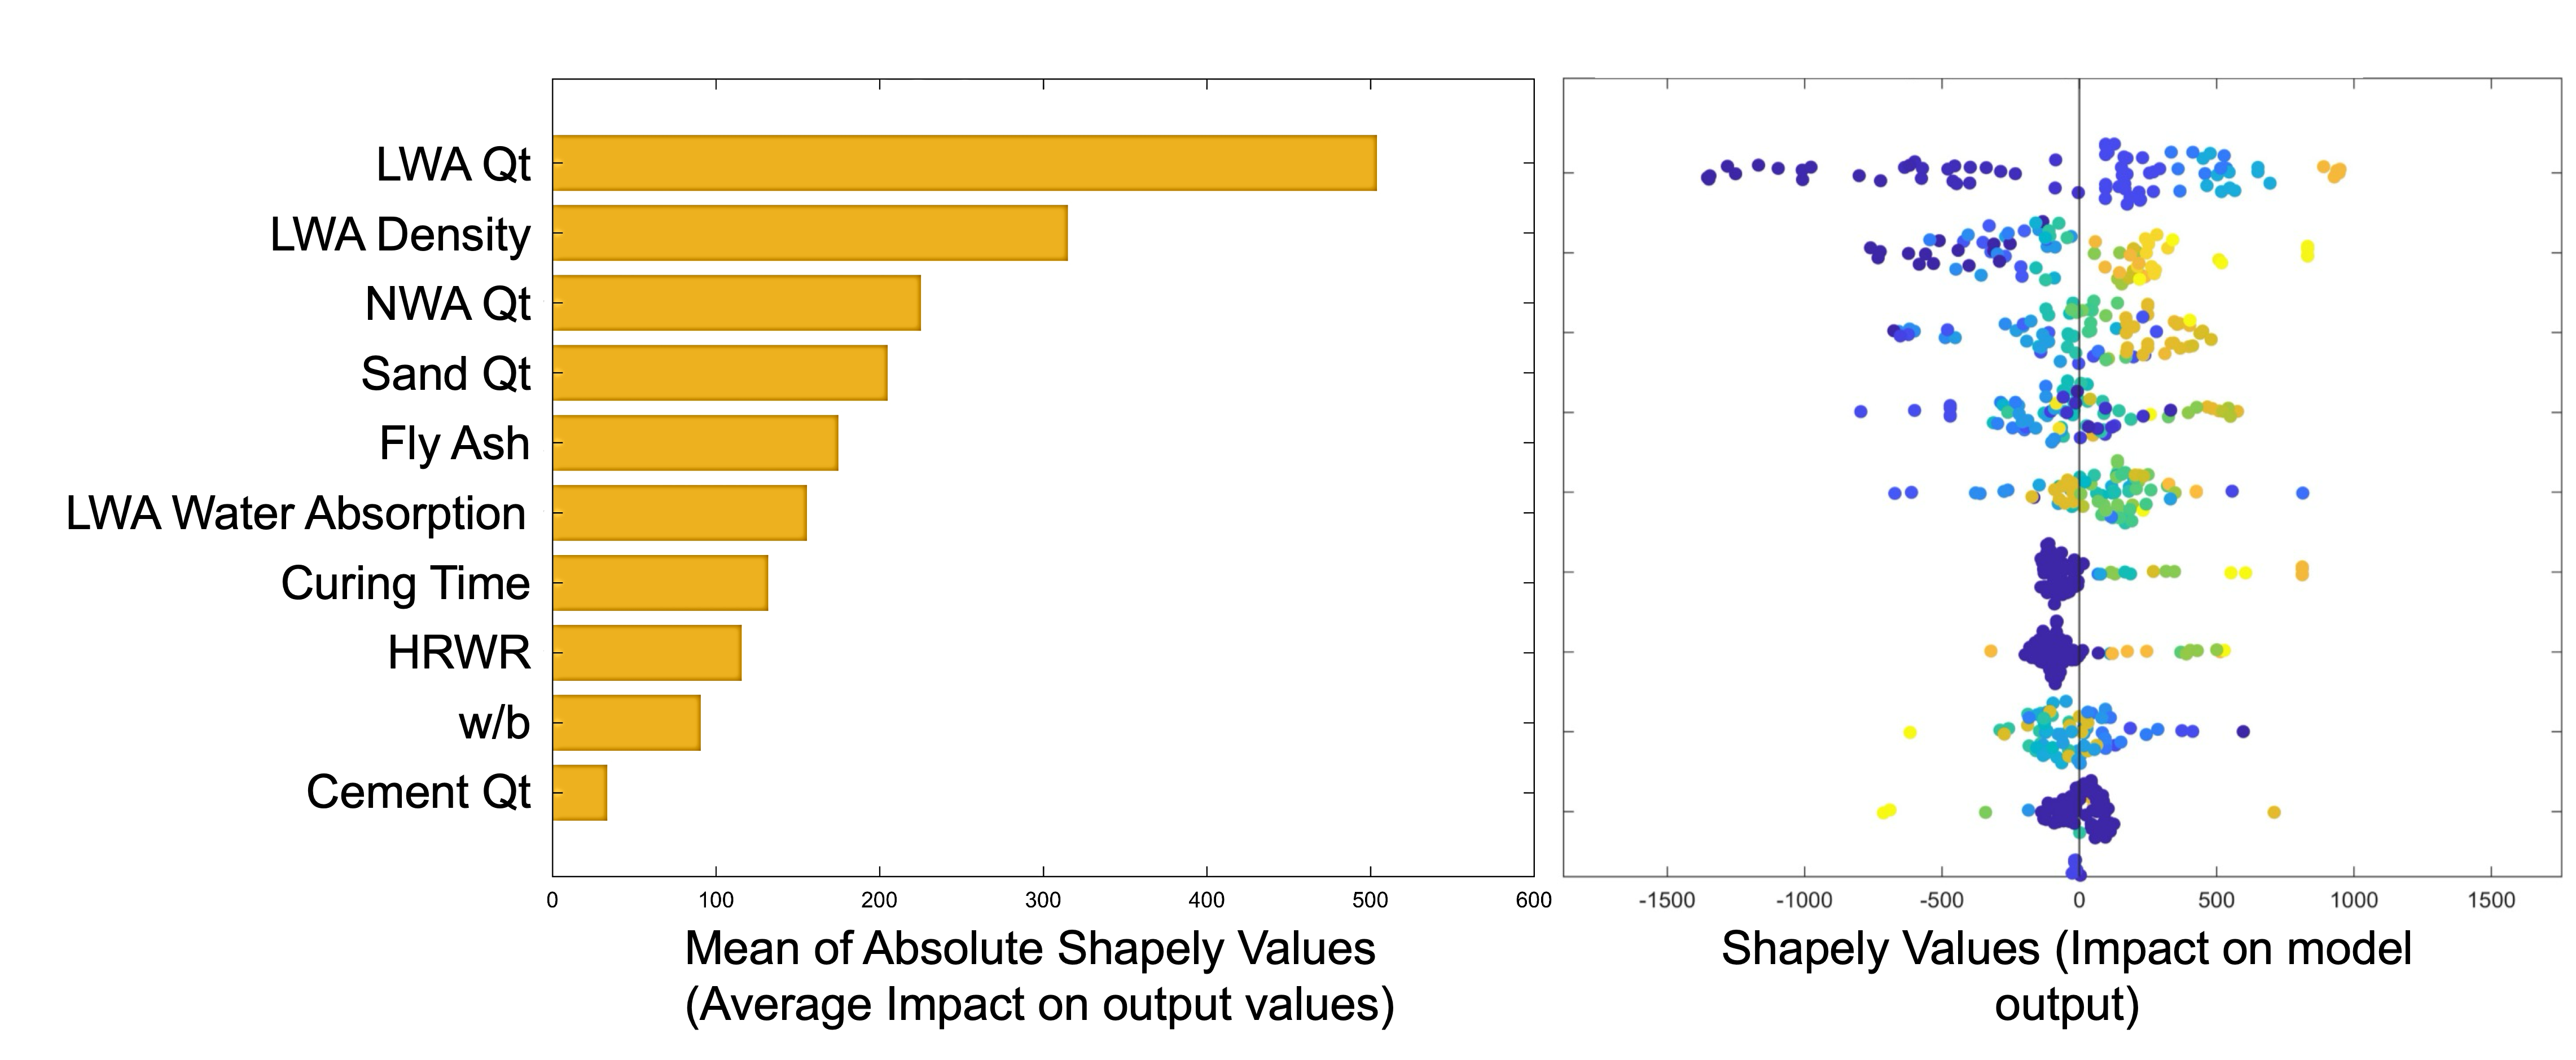 LWA Qt
LWA Density
NWA Qt
Sand Qt
Fly Ash
LWA Water Absorption
Curing Time
HRWR
w/b
Cement Qt
0 100 200 300 400 500 600
Mean of Absolute Shapely Values
(Average Impact on output values)
-1500 -1000 -500 0 500 1000 1500
Shapely Values (Impact on model
output)